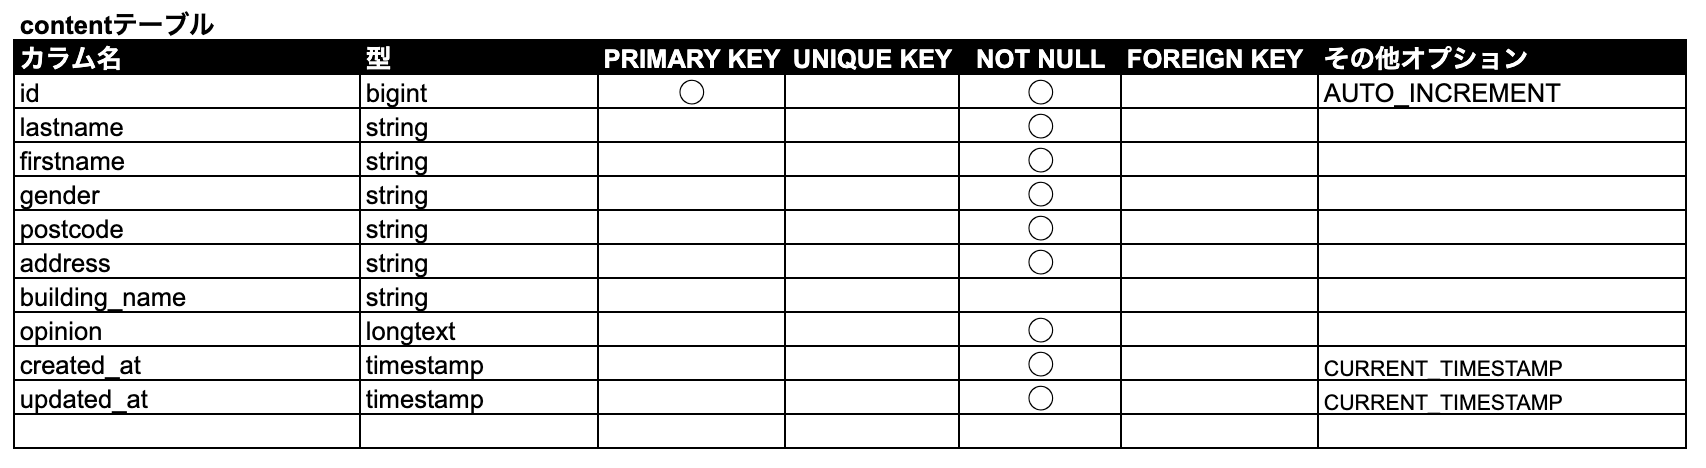 contentテーブル
カラム名 型 PRIMARY KEY UNIQUE KEY NOT NULL FOREIGN KEY その他オプション
id bigint ○ ○ AUTO_INCREMENT
lastname string ○
firstname string ○
gender string ○
postcode string ○
address string ○
building_name string
opinion longtext ○
created_at timestamp ○ CURRENT_TIMESTAMP
updated_at timestamp ○ CURRENT_TIMESTAMP